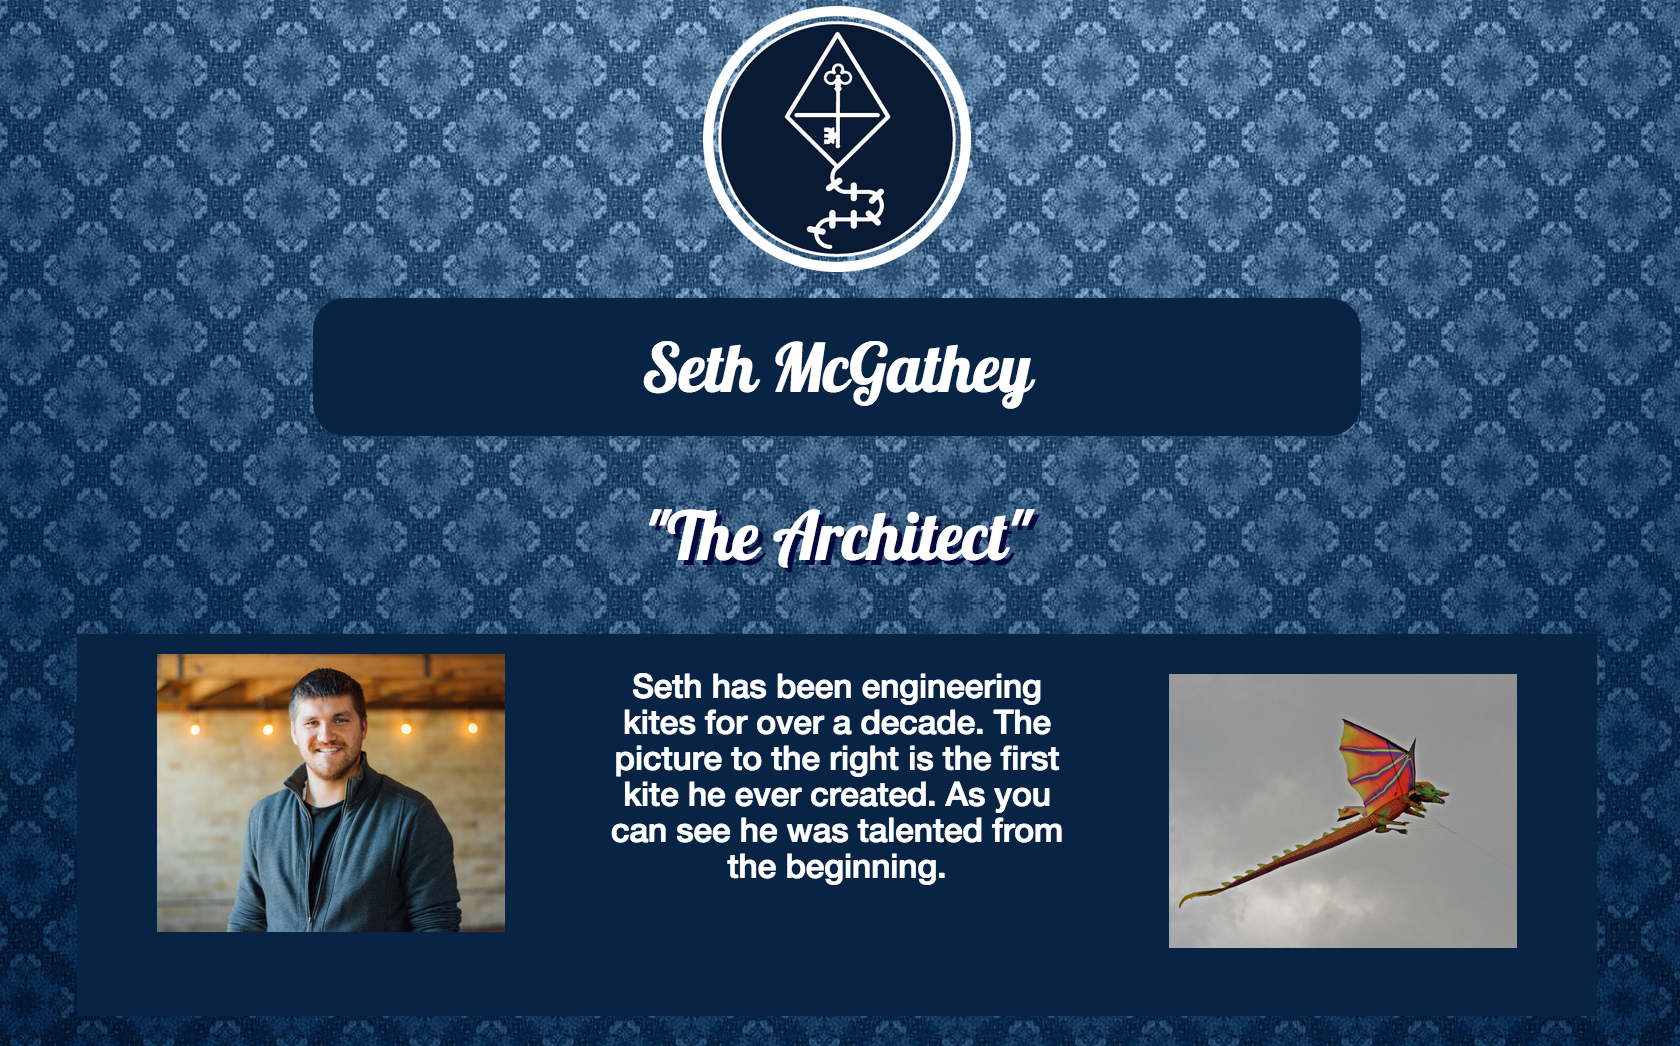 Seth McGathey
"The Architect"
Seth has been engineering
kites for over a decade. The
picture to the right is the first
kite he ever created. As you
can see he was talented from
the beginning.